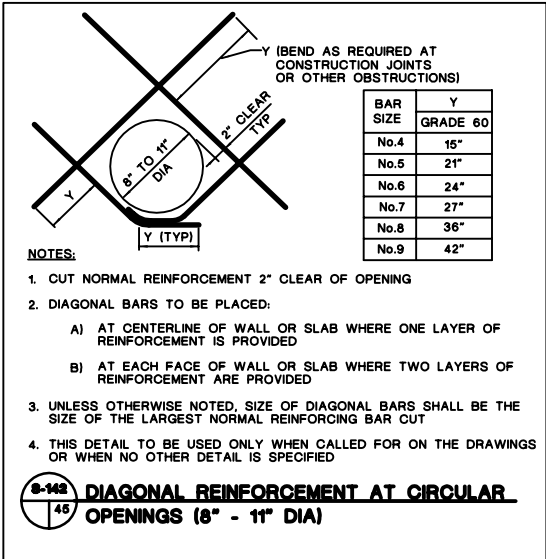 Y (BEND AS REQUIRED AT
CONSTRUCTION JOINTS
OR OTHER OBSTRUCTIONS)
2" CLEAR
TYP
8" TO 11"
DIA
Y
Y (TYP)
BAR SIZE Y
GRADE 60
No.4 15"
No.5 21"
No.6 24"
No.7 27"
No.8 36"
No.9 42"
NOTES:
1. CUT NORMAL REINFORCEMENT 2" CLEAR OF OPENING
2. DIAGONAL BARS TO BE PLACED:
A) AT CENTERLINE OF WALL OR SLAB WHERE ONE LAYER OF
REINFORCEMENT IS PROVIDED
B) AT EACH FACE OF WALL OR SLAB WHERE TWO LAYERS OF
REINFORCEMENT ARE PROVIDED
3. UNLESS OTHERWISE NOTED, SIZE OF DIAGONAL BARS SHALL BE THE
SIZE OF THE LARGEST NORMAL REINFORCING BAR CUT
4. THIS DETAIL TO BE USED ONLY WHEN CALLED FOR ON THE DRAWINGS
OR WHEN NO OTHER DETAIL IS SPECIFIED
S-142
45
DIAGONAL REINFORCEMENT AT CIRCULAR
OPENINGS (8" - 11" DIA)